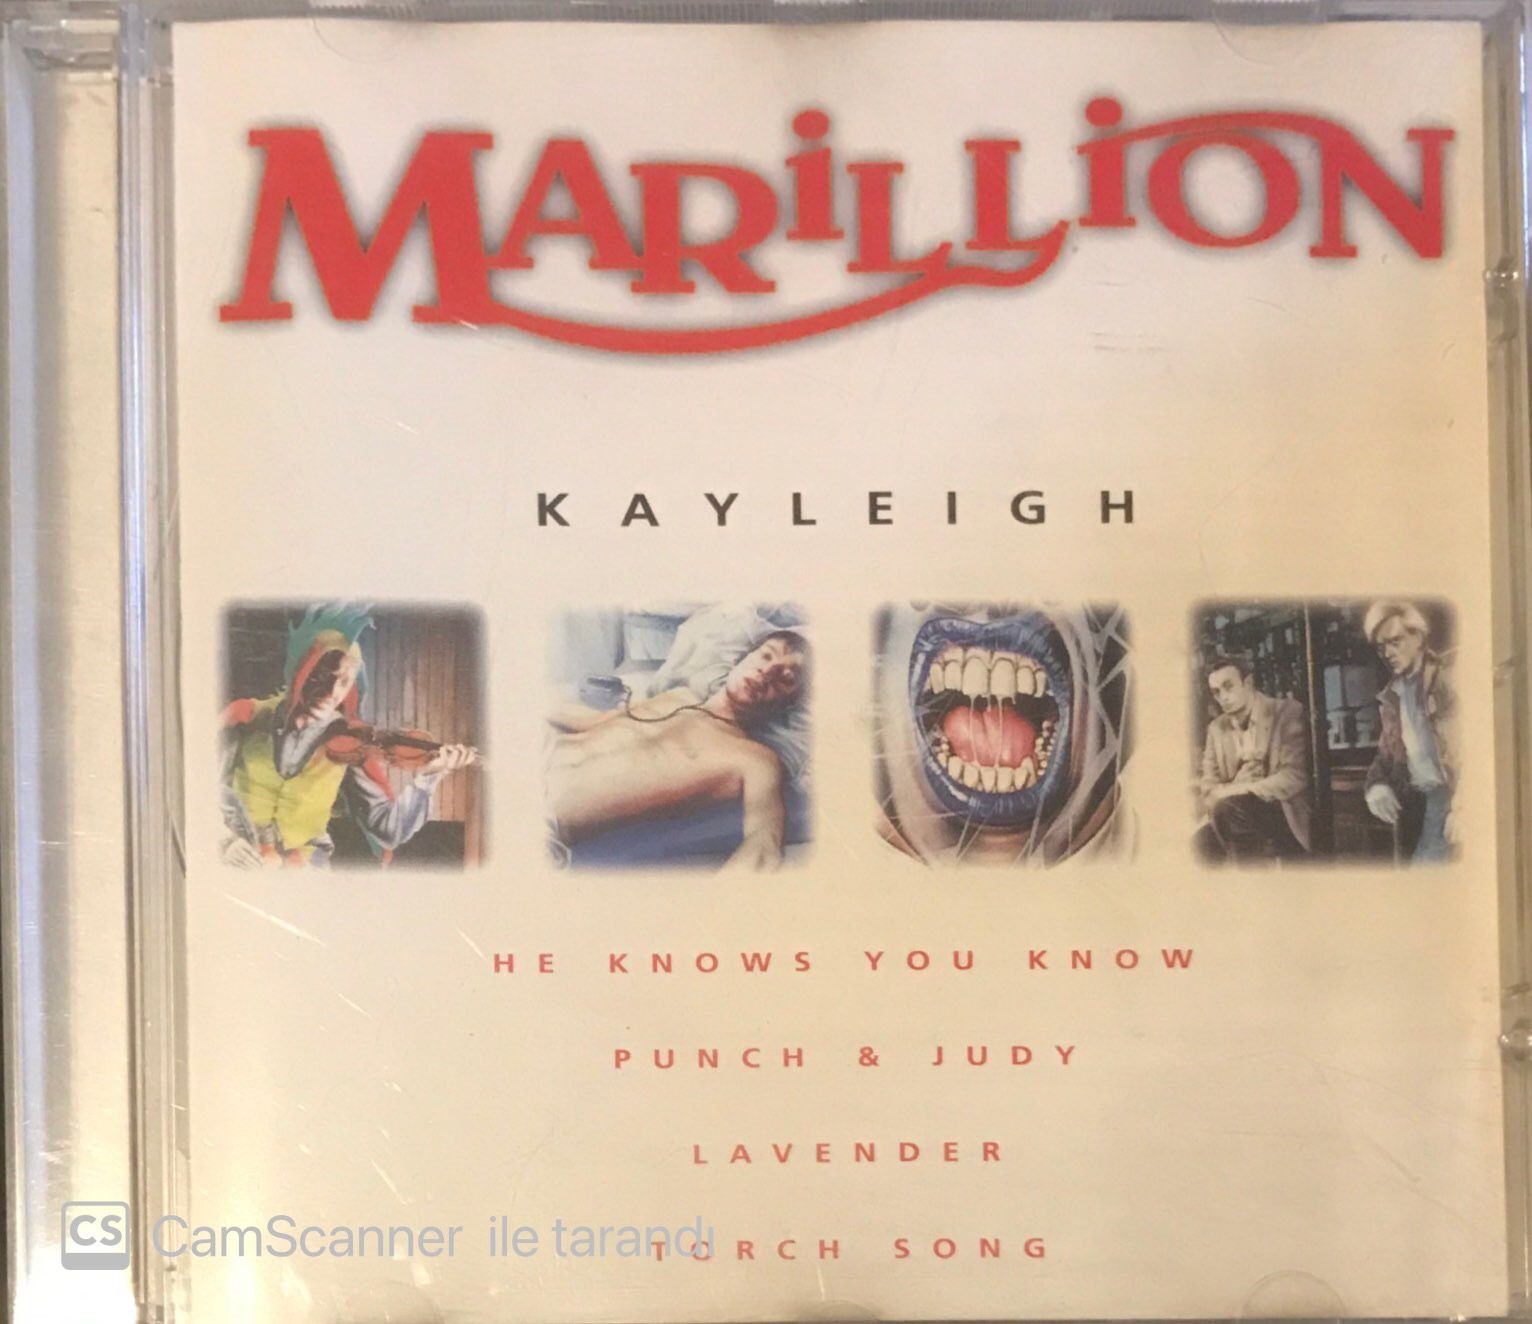 MARiLLiON
KAYLEIGH
HE KNOWS YOU KNOW
PUNCH & JUDY
LAVENDER
TORCH SONG
CS CamScanner ile tarandı